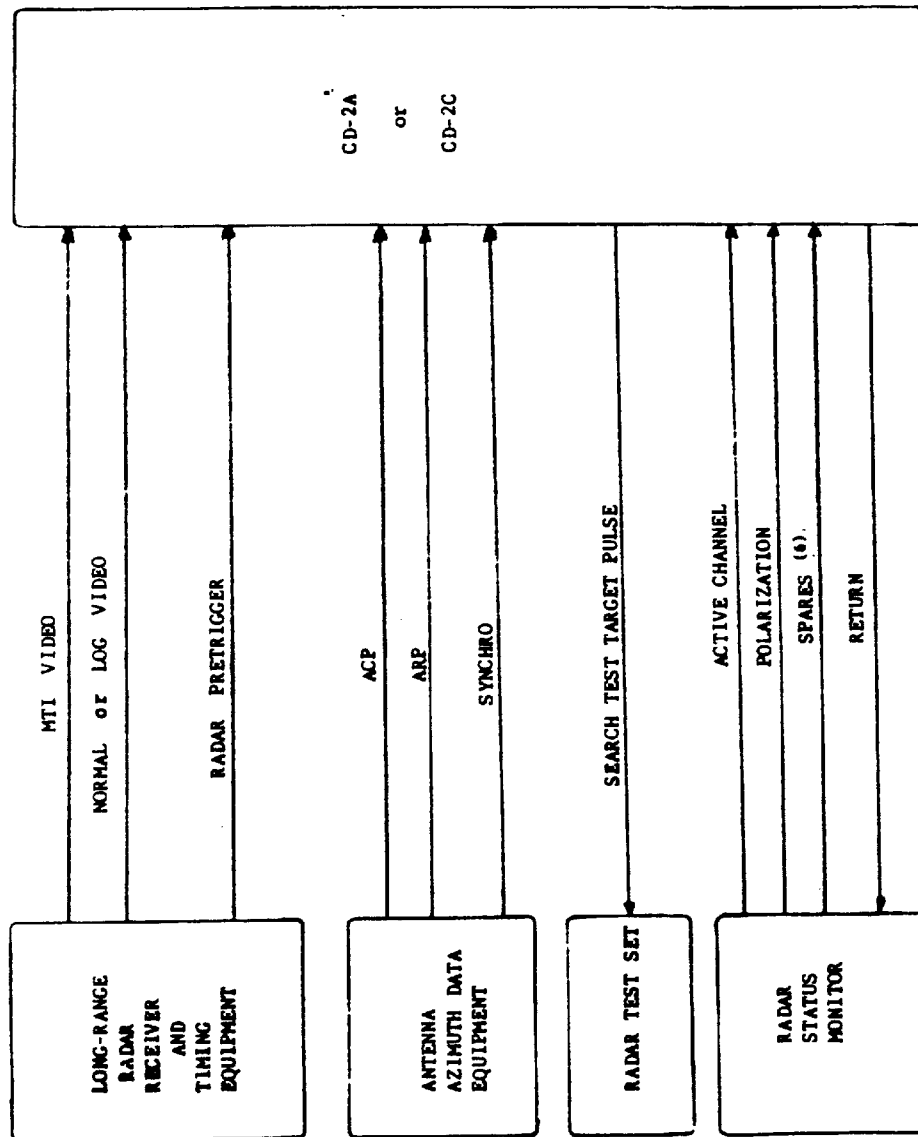 LONG-RANGE
RADAR
RECEIVER
AND
TIMING
EQUIPMENT
MTI VIDEO
NORMAL or LOG VIDEO
RADAR PRETRIGGER
ANTENNA
AZIMUTH DATA
EQUIPMENT
ACP
ARP
SYNCHRO
RADAR TEST SET
SEARCH TEST TARGET PULSE
RADAR
STATUS
MONITOR
ACTIVE CHANNEL
POLARIZATION
SPARES (6)
RETURN
CD-2A
or
CD-2C